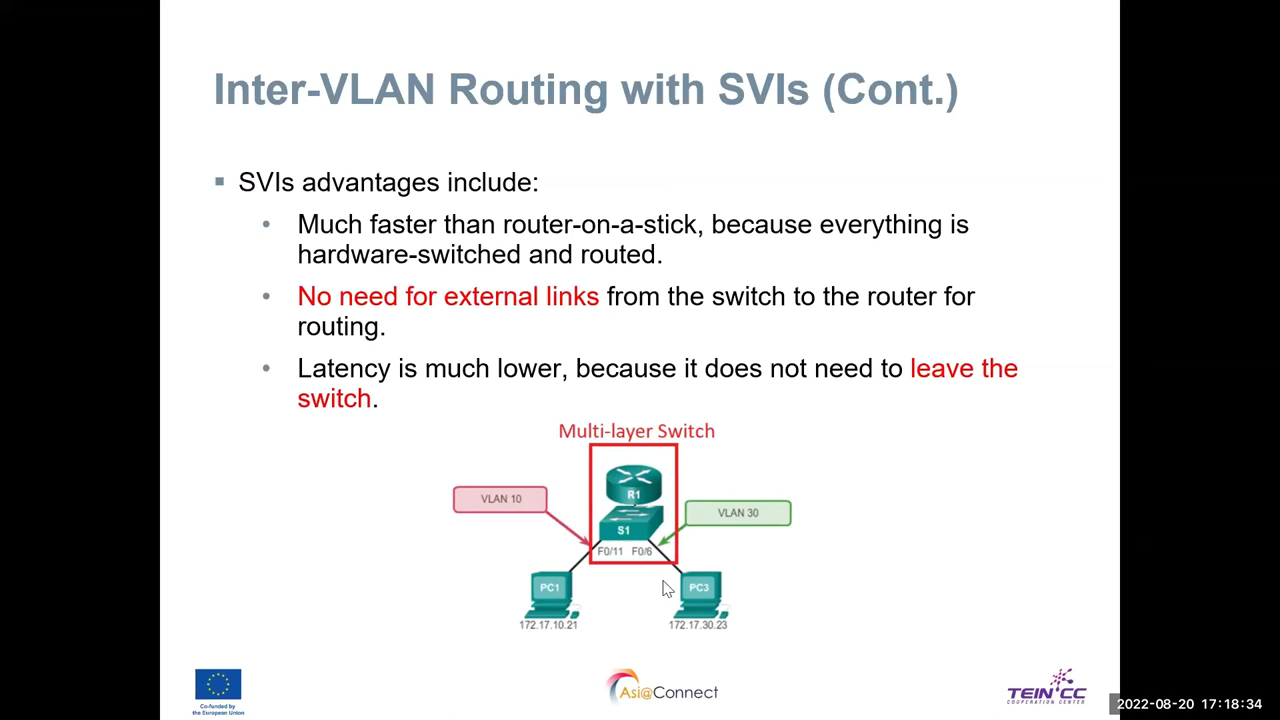 Inter-VLAN Routing with SVIs (Cont.)
SVIs advantages include:
Much faster than router-on-a-stick, because everything is
hardware-switched and routed.
No need for external links from the switch to the router for
routing.
Latency is much lower, because it does not need to leave the
switch.
Multi-layer Switch
VLAN 10
R1
VLAN 30
S1
F0/11 F0/6
PC1
PC3
172.17.10.21
172.17.30.23
Co-funded by
the European Union
Asi@Connect
TEIN*CC
COOPERATION CENTER
2022-08-20 17:18:34